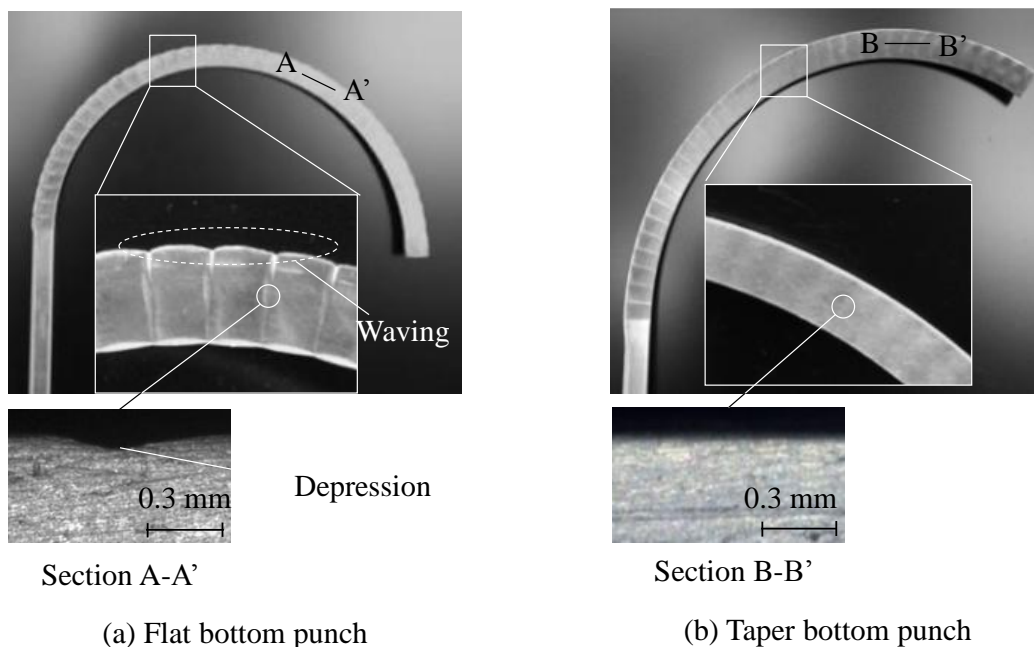 A
A’
Waving
0.3 mm
Depression
Section A-A’
(a) Flat bottom punch
B
B’
0.3 mm
Section B-B’
(b) Taper bottom punch